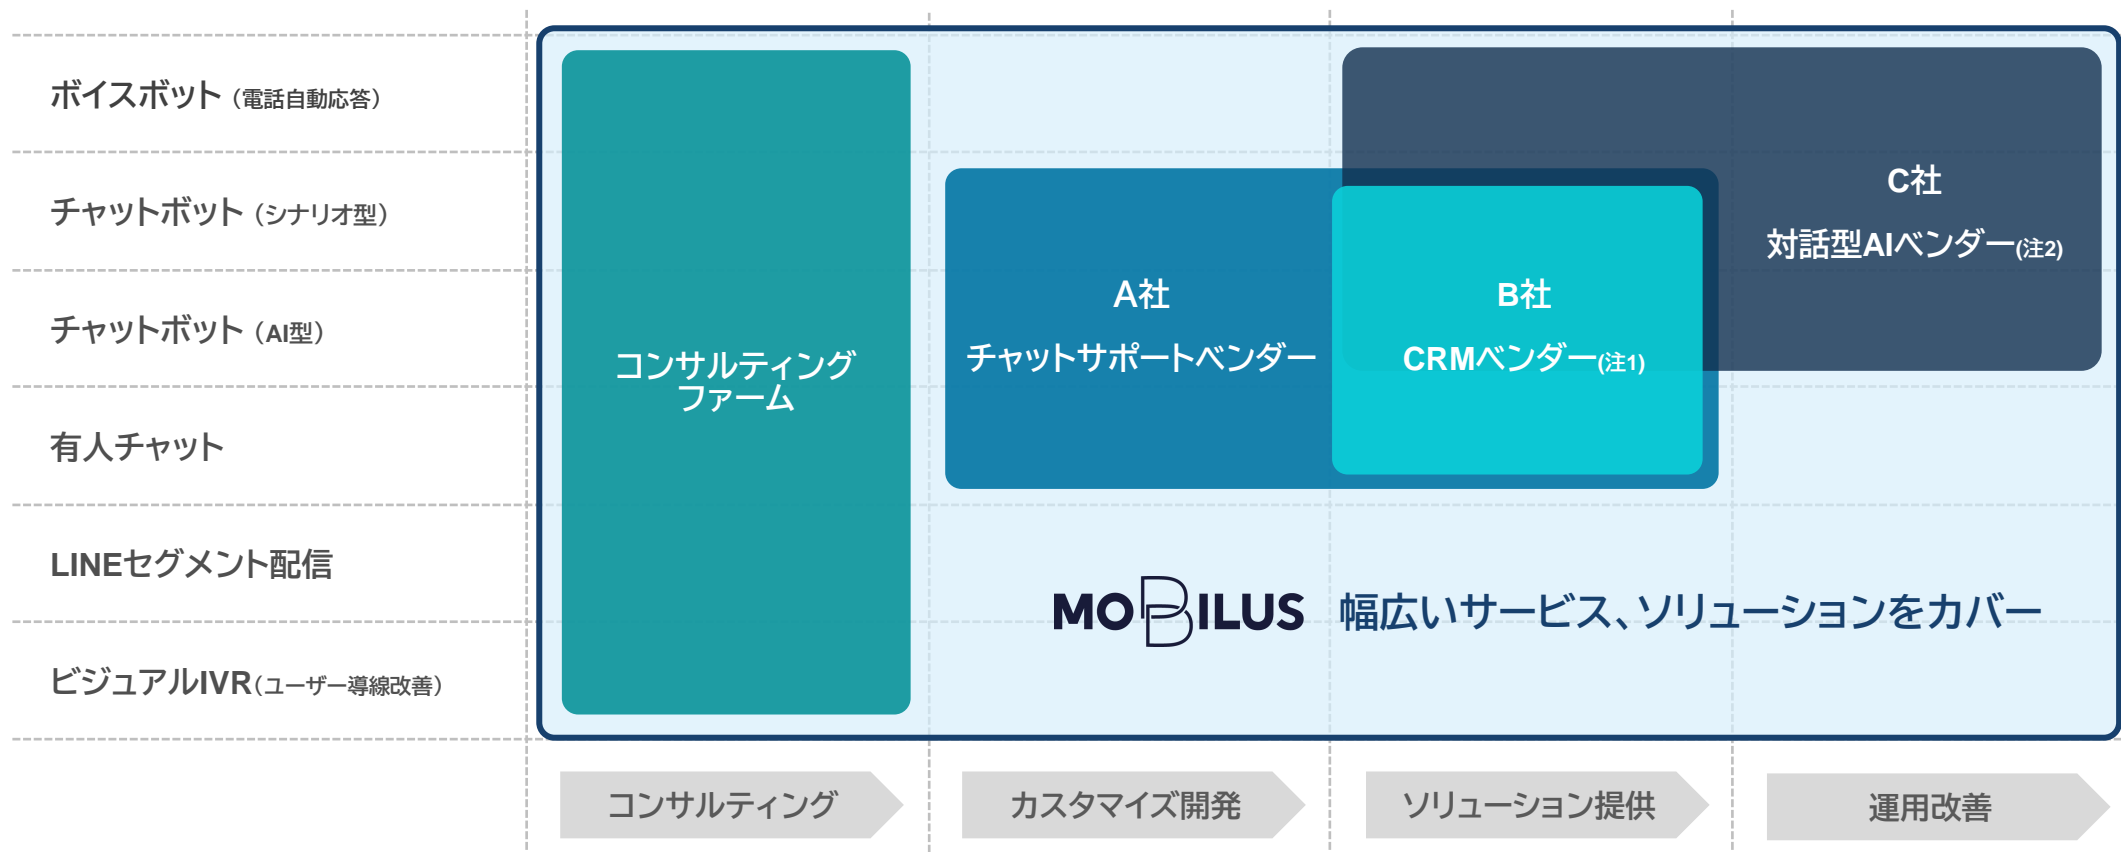 ボイスボット（電話自動応答）
チャットボット（シナリオ型）
チャットボット（AI型）
有人チャット
LINEセグメント配信
ビジュアルIVR（ユーザー導線改善）
コンサルティング
ファーム
A社
チャットサポートベンダー
B社
CRMベンダー(注1)
C社
対話型AIベンダー(注2)
MOBILUS 幅広いサービス、ソリューションをカバー
コンサルティング
カスタマイズ開発
ソリューション提供
運用改善